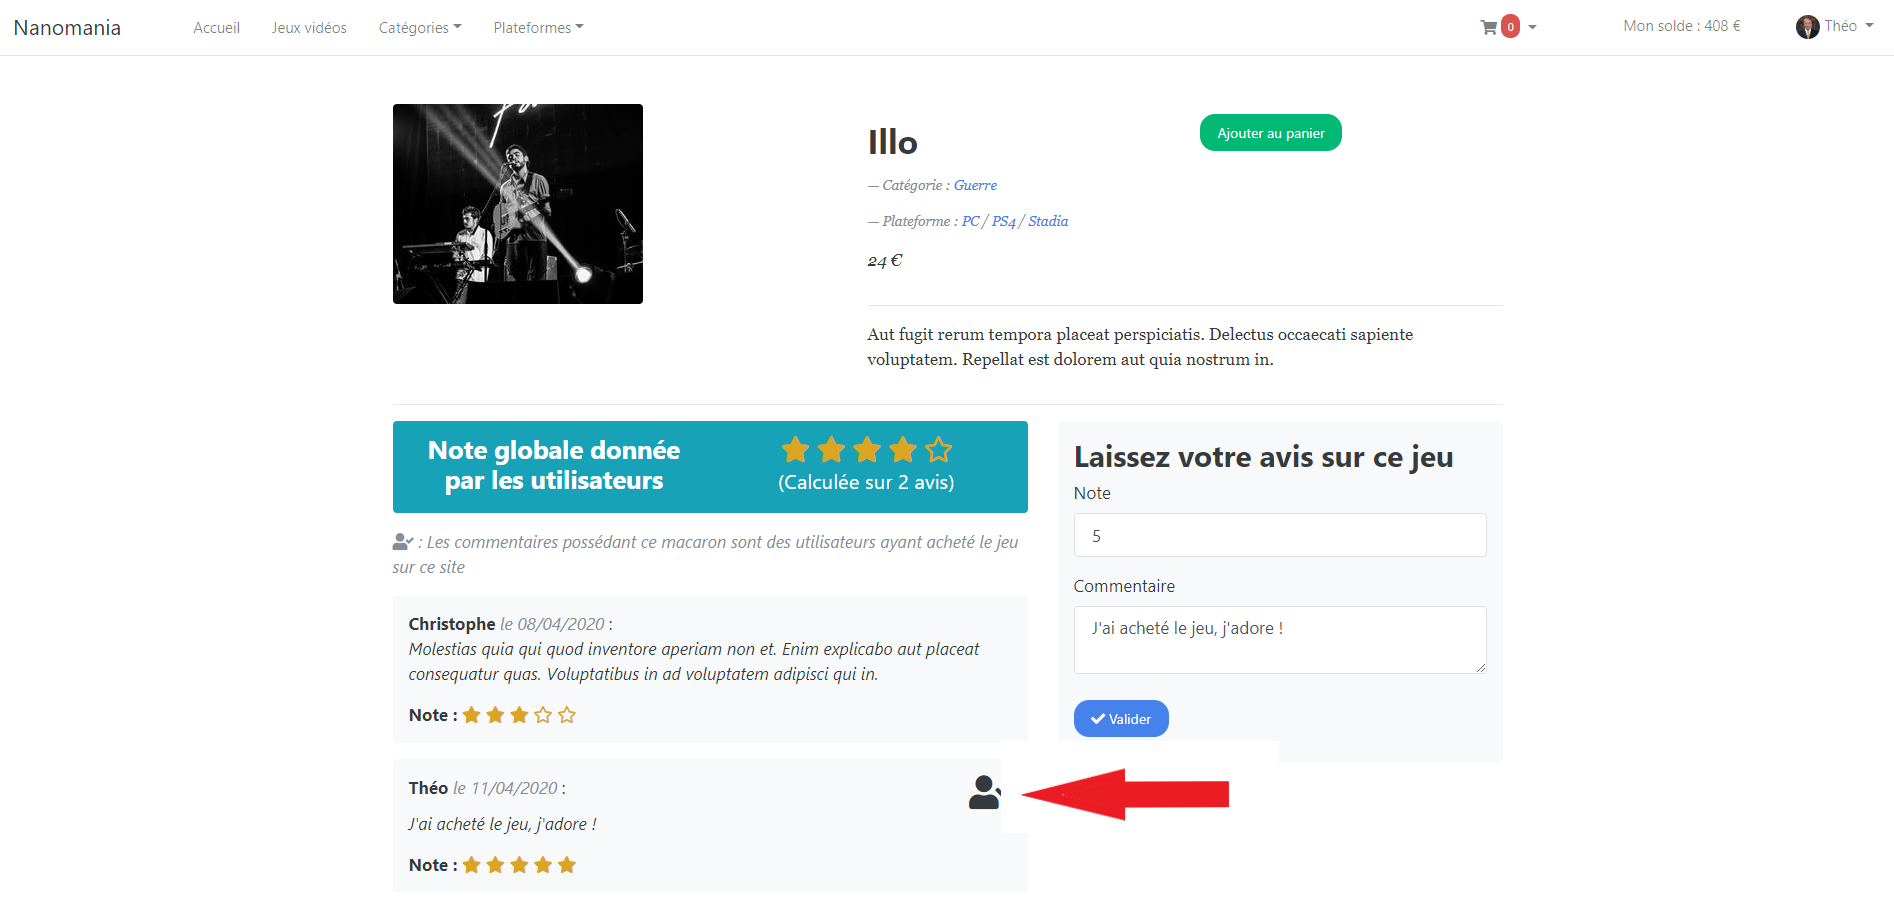 Nanomania Accueil Jeux vidéos Catégories Plateformes 0 Mon solde : 408 € Théo
Illo
Ajouter au panier
— Catégorie : Guerre
— Plateforme : PC / PS4 / Stadia
24 €
Aut fugit rerum tempora placeat perspiciatis. Delectus occaecati sapiente
voluptatem. Repellat est dolorem aut quia nostrum in.
Note globale donnée
par les utilisateurs
(Calculée sur 2 avis)
: Les commentaires possédant ce macaron sont des utilisateurs ayant acheté le jeu
sur ce site
Christophe le 08/04/2020 :
Molestias quia qui quod inventore aperiam non et. Enim explicabo aut placeat
consequatur quas. Voluptatibus in ad voluptatem adipisci qui in.
Note :
Théo le 11/04/2020 :
J'ai acheté le jeu, j'adore !
Note :
Laissez votre avis sur ce jeu
Note
5
Commentaire
J'ai acheté le jeu, j'adore !
Valider